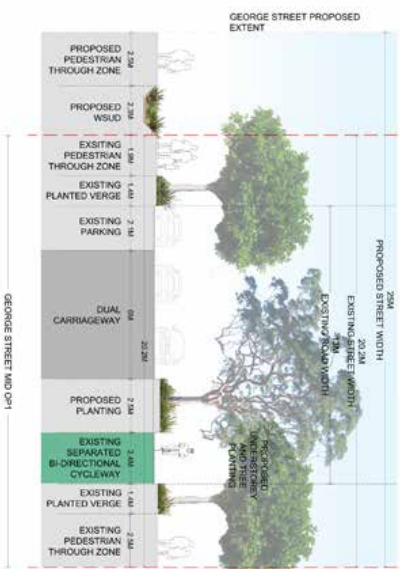 GEORGE STREET PROPOSED
EXTENT
PROPOSED
PEDESTRIAN
THROUGH ZONE
2.5M
PROPOSED
WSUD
2.3M
EXSITING
PEDESTRIAN
THROUGH ZONE
1.9M
EXISTING
PLANTED VERGE
1.4M
EXISTING
PARKING
2.1M
DUAL
CARRIAGEWAY
6M
20.2M
PROPOSED
PLANTING
2.5M
EXISTING
SEPARATED
BI-DIRECTIONAL
CYCLEWAY
2.4M
EXISTING
PLANTED VERGE
1.4M
EXISTING
PEDESTRIAN
THROUGH ZONE
2.5M
25M
PROPOSED STREET WIDTH
20.2M
EXISTING STREET WIDTH
EXISTING ROAD WIDTH
PROPOSED
UNDERSTOREY
AND TREE
PLANTING
GEORGE STREET MID OP1